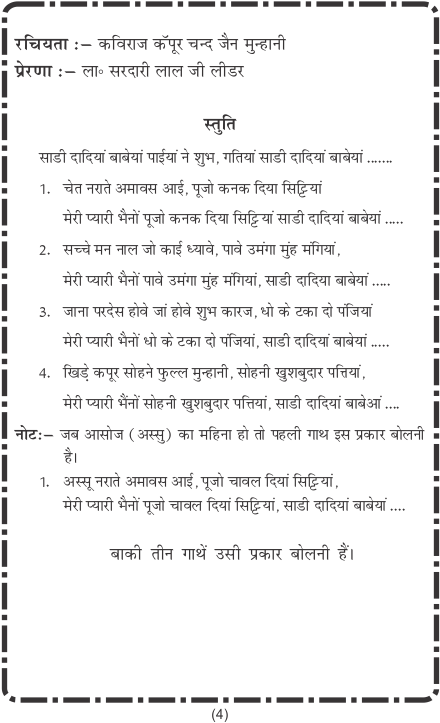 रचियता :– कविराज कॅपूर चन्द जैन मुन्हानी
प्रेरणा :– ला॰ सरदारी लाल जी लीडर
स्तुति
साडी दादियां बाबेयां पाईयां ने शुभ, गतियां साडी दादियां बाबेयां .......
1. चेत नराते अमावस आई, पूजो कनक दिया सिट्टियां
मेरी प्यारी भैनों पूजो कनक दिया सिट्टियां साडी दादियां बाबेयां .....
2. सच्चे मन नाल जो काई ध्यावे, पावे उमंगा मुंह मंगियां,
मेरी प्यारी भैनों पावे उमंगा मुंह मंगियां, साडी दादिया बाबेयां .....
3. जाना परदेस होवे जां होवे शुभ कारज, धो के टका दो पंजियां
मेरी प्यारी भैनों धो के टका दो पंजियां, साडी दादियां बाबेयां .....
4. खिड़े कपूर सोहने फुल्ल मुन्हानी, सोहनी खुशबुदार पत्तियां,
मेरी प्यारी भैंनों सोहनी खुशबुदार पत्तियां, साडी दादियां बाबेआं ....
नोटः– जब आसोज (अस्सु) का महिना हो तो पहली गाथ इस प्रकार बोलनी
है।
1. अस्सू नराते अमावस आई, पूजो चावल दियां सिट्टियां,
मेरी प्यारी भैनों पूजो चावल दियां सिट्टियां, साडी दादियां बाबेयां ....
बाकी तीन गाथें उसी प्रकार बोलनी हैं।
(4)